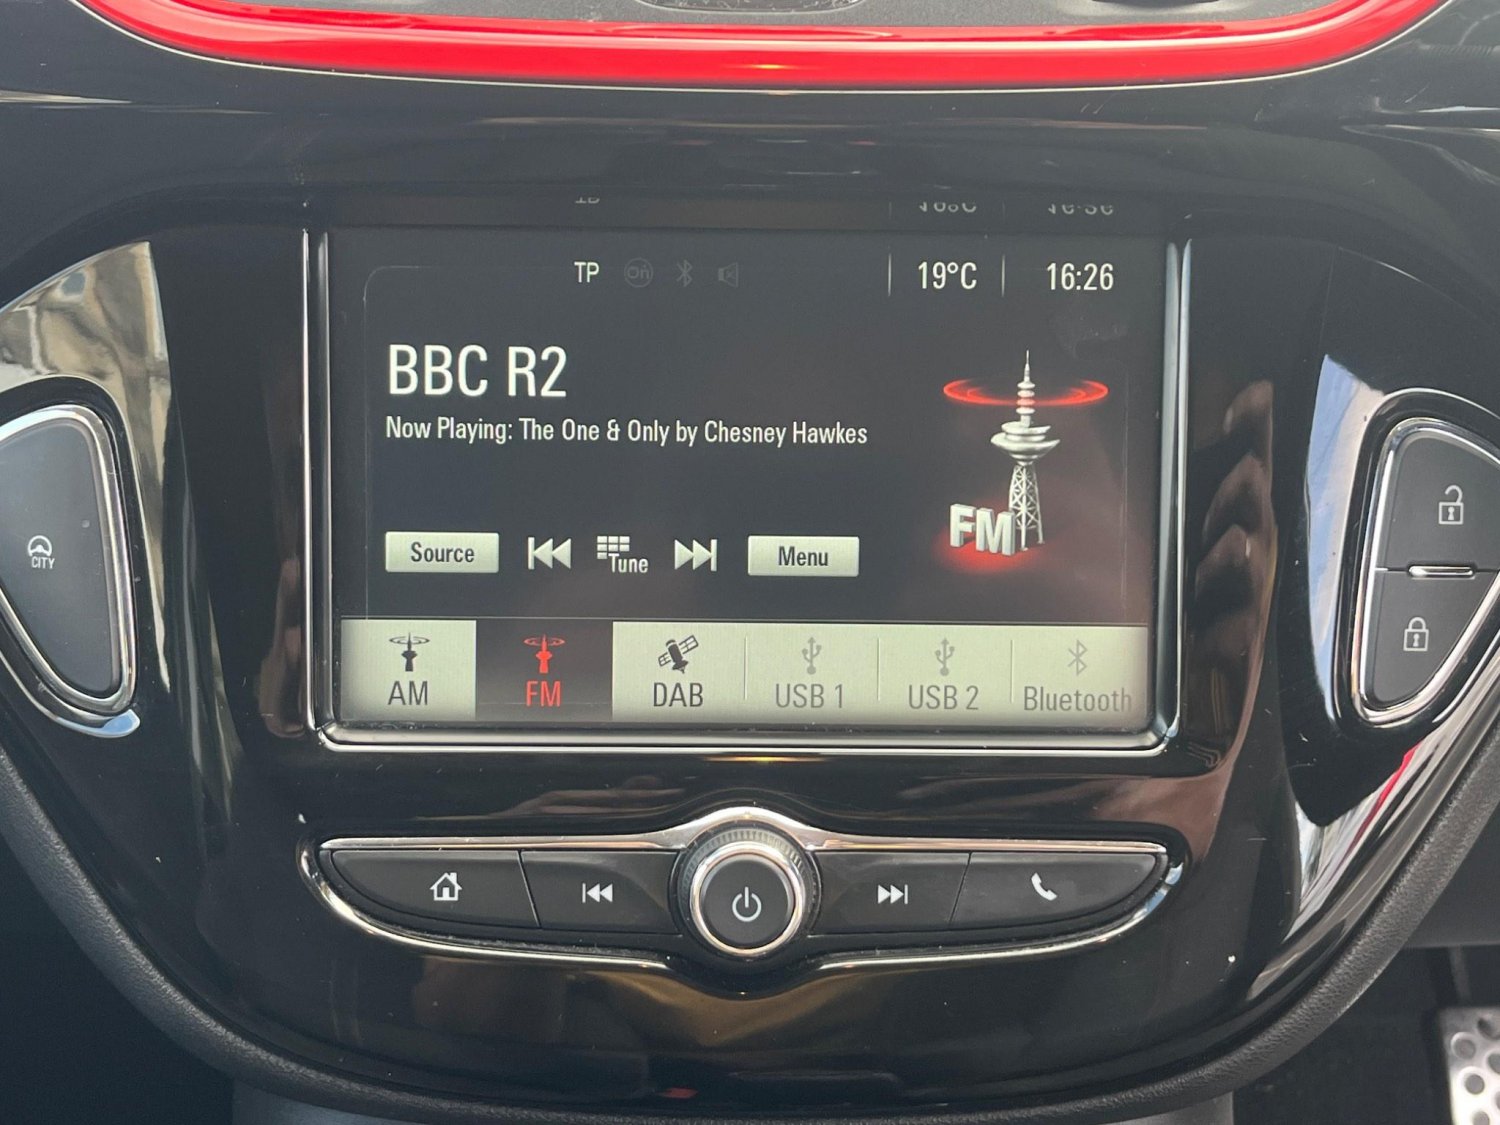 TP 19°C 16:26
BBC R2
Now Playing: The One & Only by Chesney Hawkes
FM
Source Tune Menu
AM FM DAB USB 1 USB 2 Bluetooth
CITY